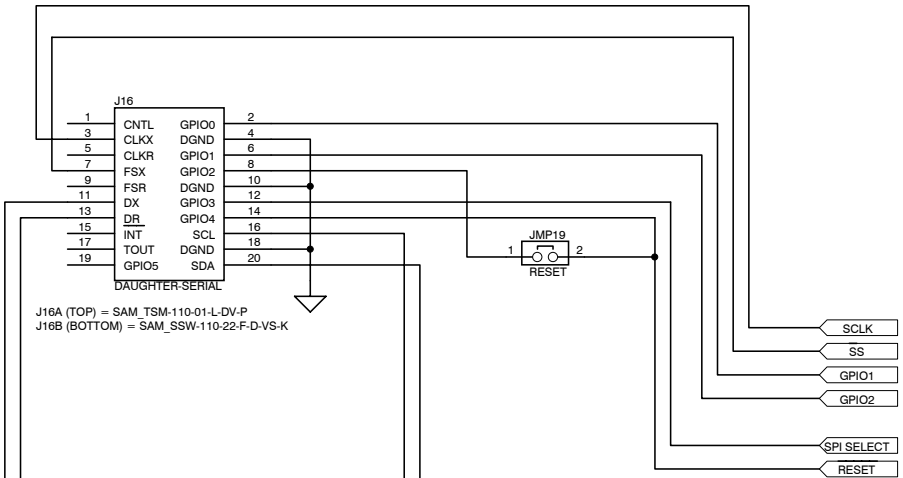 J16
1 CNTL GPIO0 2
3 CLKX DGND 4
5 CLKR GPIO1 6
7 FSX GPIO2 8
9 FSR DGND 10
11 DX GPIO3 12
13 DR GPIO4 14
15 INT SCL 16
17 TOUT DGND 18
19 GPIO5 SDA 20
DAUGHTER-SERIAL
J16A (TOP) = SAM_TSM-110-01-L-DV-P
J16B (BOTTOM) = SAM_SSW-110-22-F-D-VS-K
JMP19
1 2
RESET
SCLK
SS
GPIO1
GPIO2
SPI SELECT
RESET